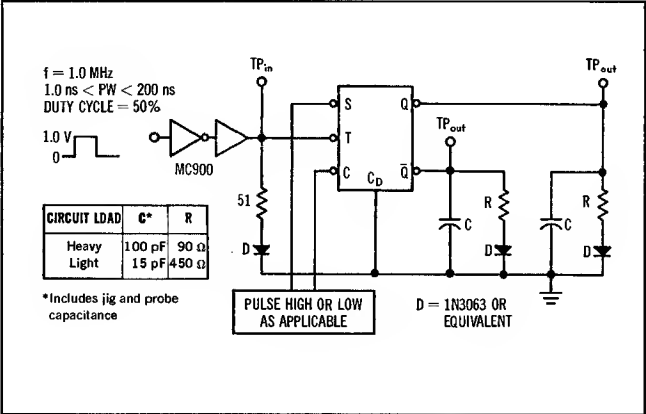 f = 1.0 MHz
1.0 ns < PW < 200 ns
DUTY CYCLE = 50%
1.0 V
0
MC900
TPin
51
D
S
T
C
CD
Q
Q̅
TPout
C
R
D
TPout
C
R
D
CIRCUIT LOAD C* R
Heavy 100 pF 90 Ω
Light 15 pF 450 Ω
*Includes jig and probe
capacitance
PULSE HIGH OR LOW
AS APPLICABLE
D = 1N3063 OR
EQUIVALENT